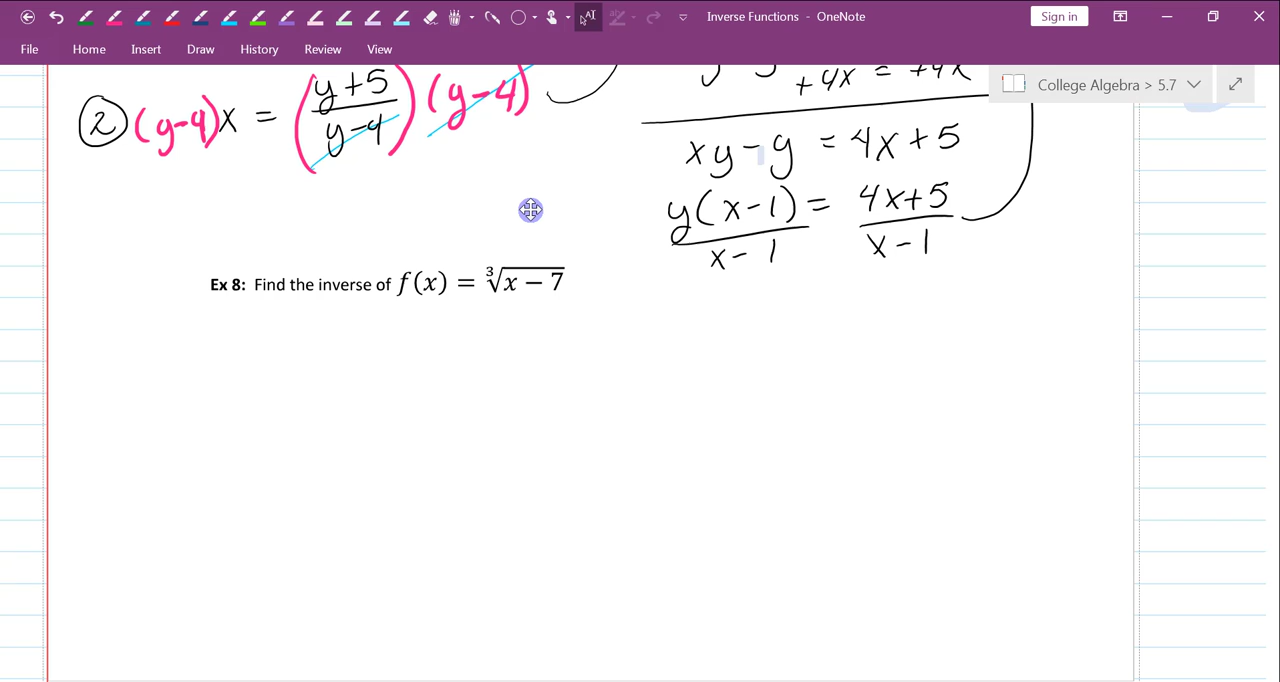 Inverse Functions - OneNote
Sign in
File Home Insert Draw History Review View
College Algebra > 5.7
+4x = +4x
② (y-4)x = (y+5/y-4)(y-4)
xy - y = 4x + 5
y(x-1) = 4x+5
x - 1 x - 1
Ex 8: Find the inverse of f(x) = ∛x − 7